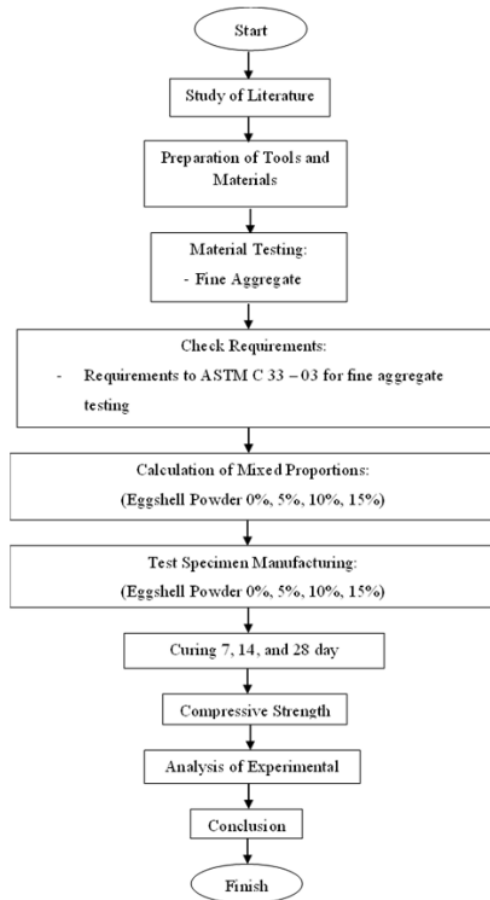 Start
Study of Literature
Preparation of Tools and
Materials
Material Testing:
- Fine Aggregate
Check Requirements:
- Requirements to ASTM C 33 – 03 for fine aggregate
testing
Calculation of Mixed Proportions:
(Eggshell Powder 0%, 5%, 10%, 15%)
Test Specimen Manufacturing:
(Eggshell Powder 0%, 5%, 10%, 15%)
Curing 7, 14, and 28 day
Compressive Strength
Analysis of Experimental
Conclusion
Finish